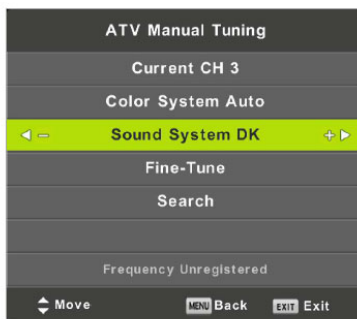 ATV Manual Tuning
Current CH 3
Color System Auto
Sound System DK
Fine-Tune
Search
Frequency Unregistered
Move MENU Back EXIT Exit